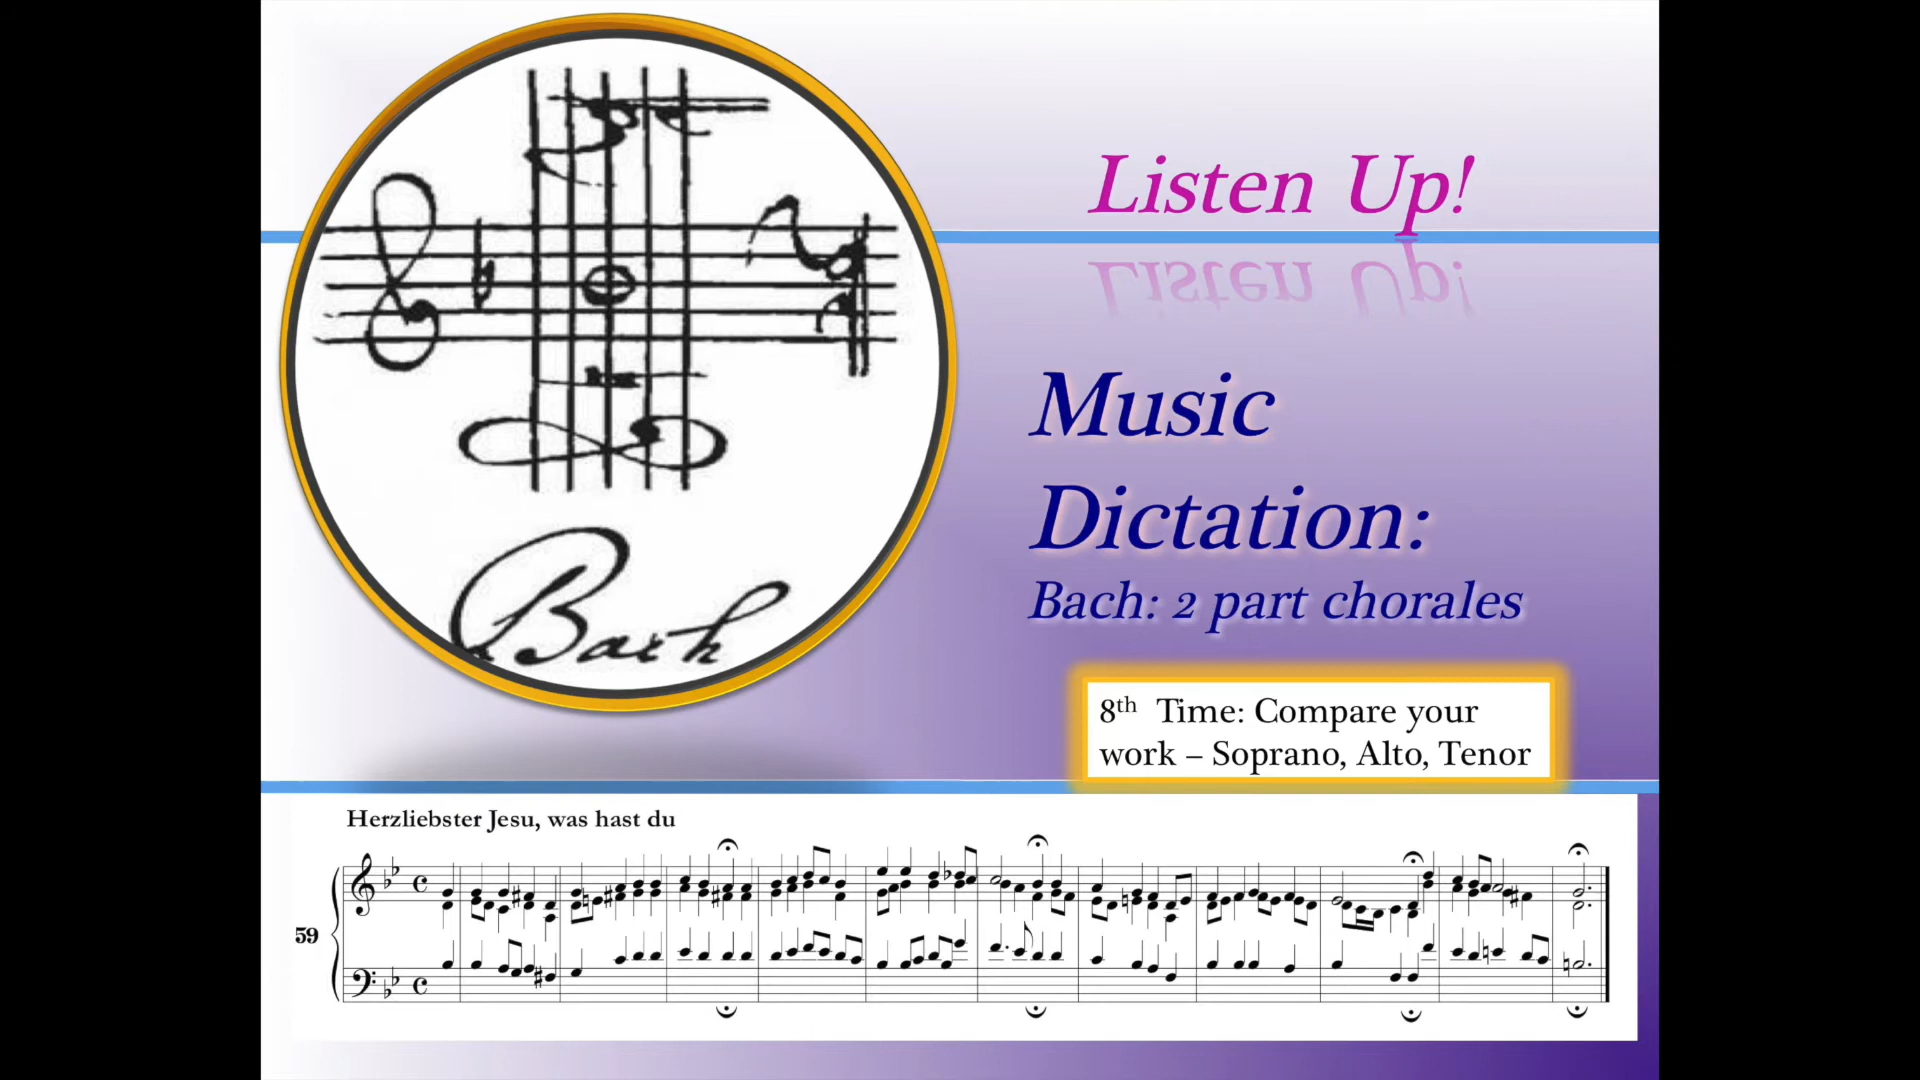 Listen Up!
Music
Dictation:
Bach: 2 part chorales
8th Time: Compare your
work – Soprano, Alto, Tenor
Bach
Herzliebster Jesu, was hast du
59